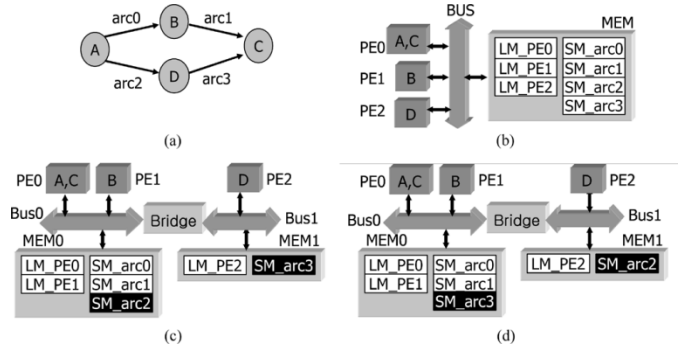 arc0 B arc1
A C
arc2 D arc3
(a)
BUS
MEM
PE0 A,C
PE1 B
PE2 D
LM_PE0 SM_arc0
LM_PE1 SM_arc1
LM_PE2 SM_arc2
SM_arc3
(b)
PE0 A,C B PE1 D PE2
Bus0 Bridge Bus1
MEM0 MEM1
LM_PE0 SM_arc0 LM_PE2 SM_arc3
LM_PE1 SM_arc1
SM_arc2
(c)
PE0 A,C B PE1 D PE2
Bus0 Bridge Bus1
MEM0 MEM1
LM_PE0 SM_arc0 LM_PE2 SM_arc2
LM_PE1 SM_arc1
SM_arc3
(d)